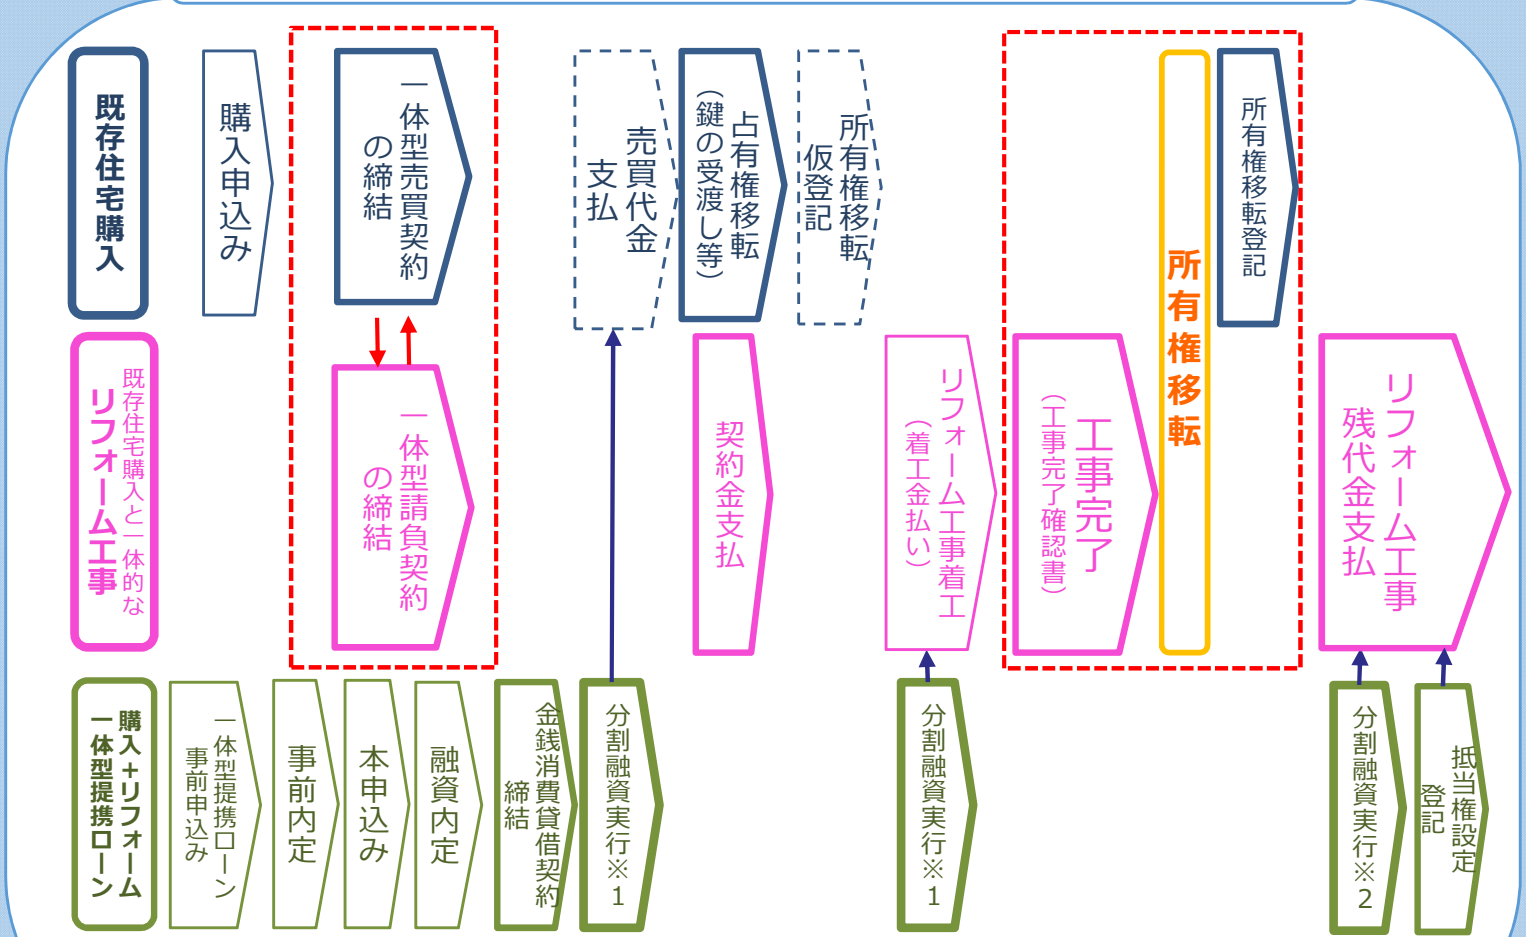 既存住宅購入
購入申込み
一体型売買契約
の締結
売買代金
支払
占有権移転
（鍵の受渡し等）
所有権移転
仮登記
所有権移転
所有権移転登記
既存住宅購入と一体的な
リフォーム工事
一体型請負契約
の締結
契約金支払
リフォーム工事着工
（着工金払い）
工事完了
（工事完了確認書）
リフォーム工事
残代金支払
購入+リフォーム
一体型提携ローン
一体型提携ローン
事前申込み
事前内定
本申込み
融資内定
金銭消費貸借契約
締結
分割融資実行※1
分割融資実行※1
分割融資実行※2
抵当権設定
登記